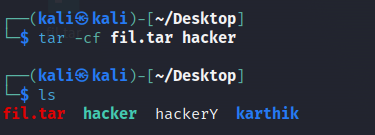 ┌──(kali㉿kali)-[~/Desktop]
└─$ tar -cf fil.tar hacker
┌──(kali㉿kali)-[~/Desktop]
└─$ ls
fil.tar hacker hackerY karthik